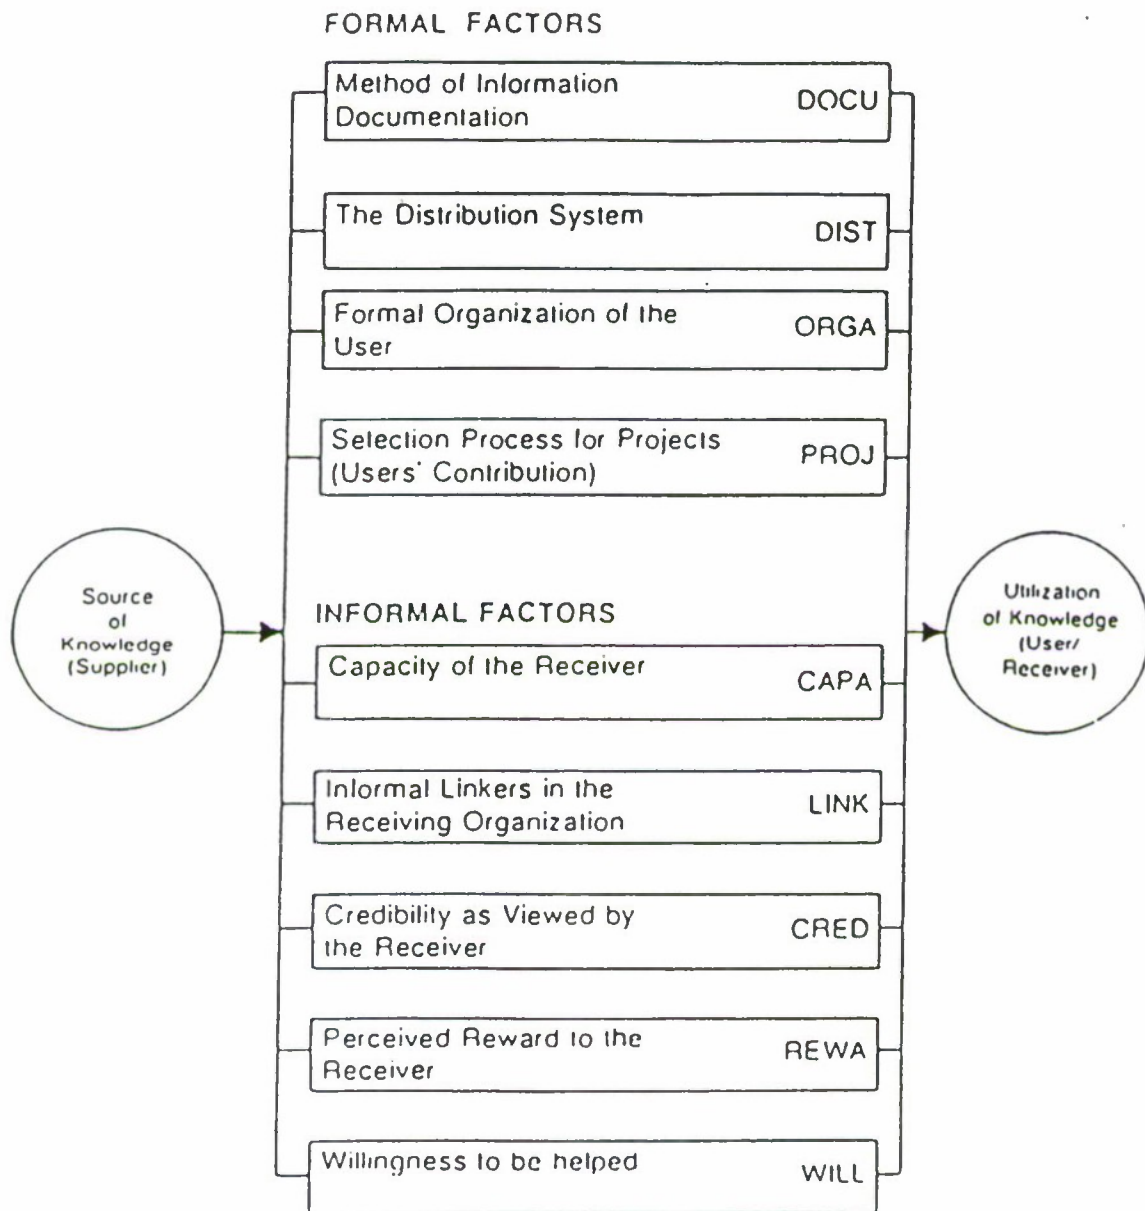 FORMAL FACTORS
Method of Information
Documentation
DOCU
The Distribution System
DIST
Formal Organization of the
User
ORGA
Selection Process for Projects
(Users' Contribution)
PROJ
Source
of
Knowledge
(Supplier)
Utilization
of Knowledge
(User/
Receiver)
INFORMAL FACTORS
Capacity of the Receiver
CAPA
Informal Linkers in the
Receiving Organization
LINK
Credibility as Viewed by
the Receiver
CRED
Perceived Reward to the
Receiver
REWA
Willingness to be helped
WILL